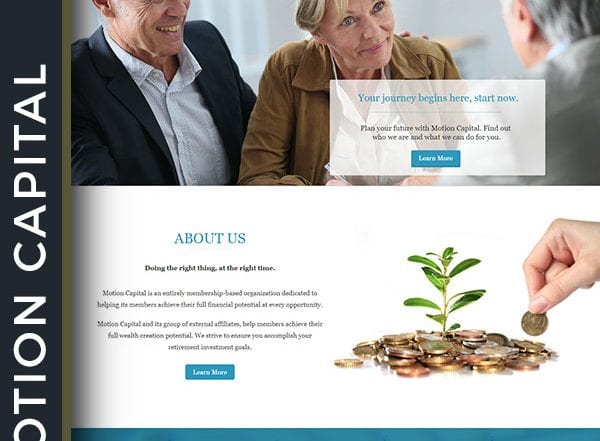 OTION CAPITAL
Your journey begins here, start now.
Plan your future with Motion Capital. Find out
who we are and what we can do for you.
Learn More
ABOUT US
Doing the right thing, at the right time.
Motion Capital is an entirely membership-based organization dedicated to
helping its members achieve their full financial potential at every opportunity.
Motion Capital and its group of external affiliates, help members achieve their
full wealth creation potential. We strive to ensure you accomplish your
retirement investment goals.
Learn More